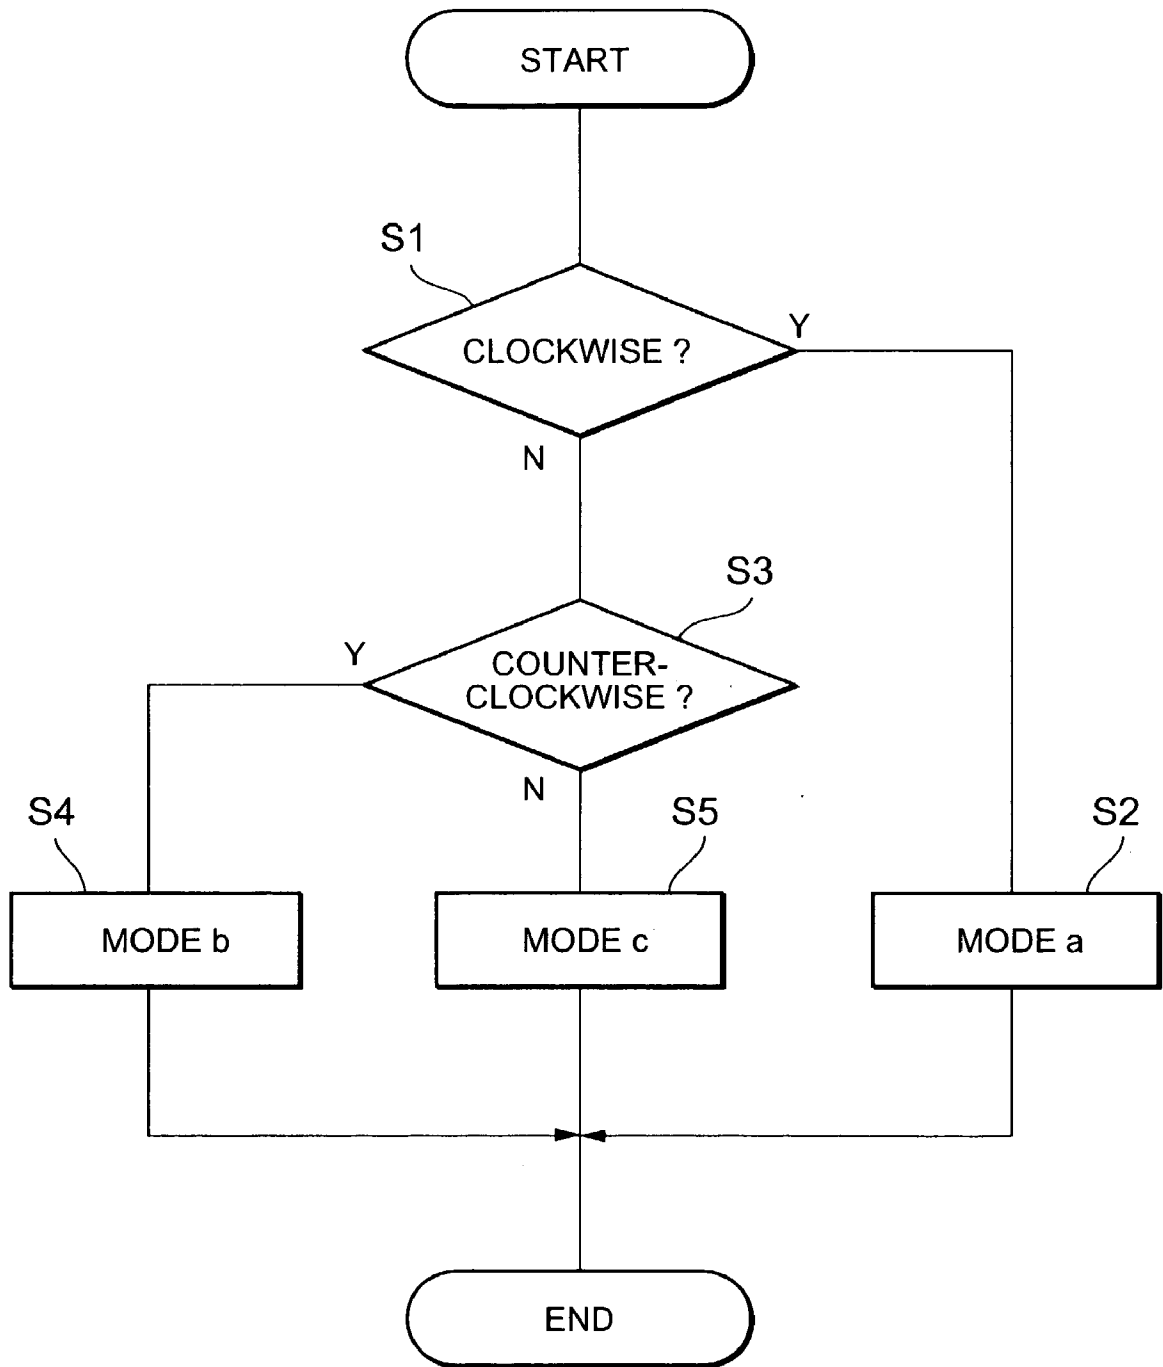 START
S1
CLOCKWISE ?
Y
N
S3
Y
COUNTER-
CLOCKWISE ?
N
S4
S5
S2
MODE b
MODE c
MODE a
END